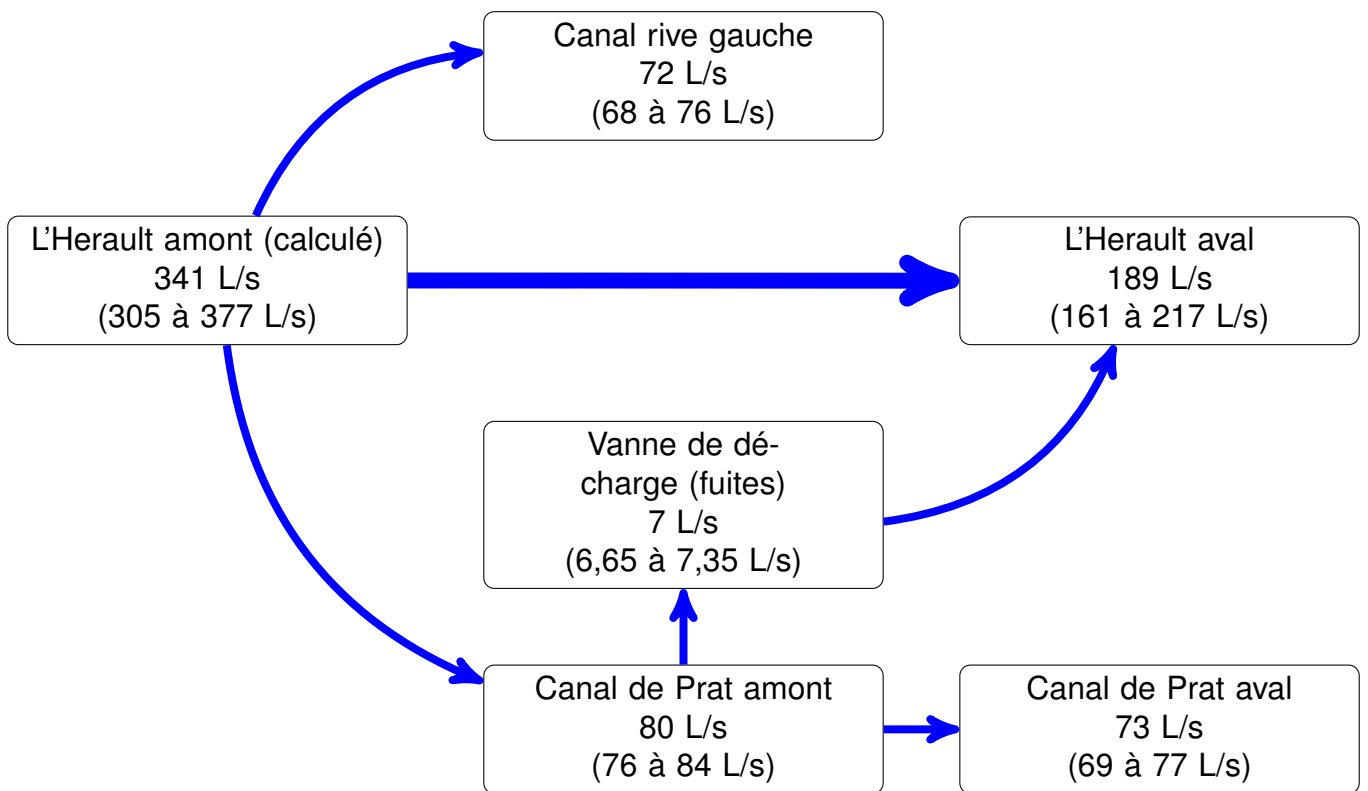 Canal rive gauche
72 L/s
(68 à 76 L/s)
L'Herault amont (calculé)
341 L/s
(305 à 377 L/s)
L'Herault aval
189 L/s
(161 à 217 L/s)
Vanne de dé-
charge (fuites)
7 L/s
(6,65 à 7,35 L/s)
Canal de Prat amont
80 L/s
(76 à 84 L/s)
Canal de Prat aval
73 L/s
(69 à 77 L/s)